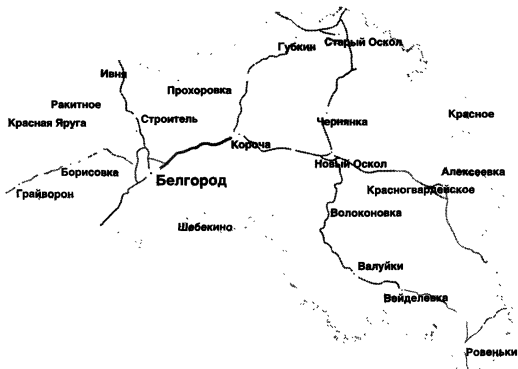 Губкин
Старый Оскол
Ивня
Прохоровка
Ракитное
Красная Яруга
Строитель
Чернянка
Красное
Короча
Новый Оскол
Борисовка
Белгород
Алексеевка
Красногвардейское
Грайворон
Волоконовка
Шебекино
Валуйки
Вейделевка
Ровеньки